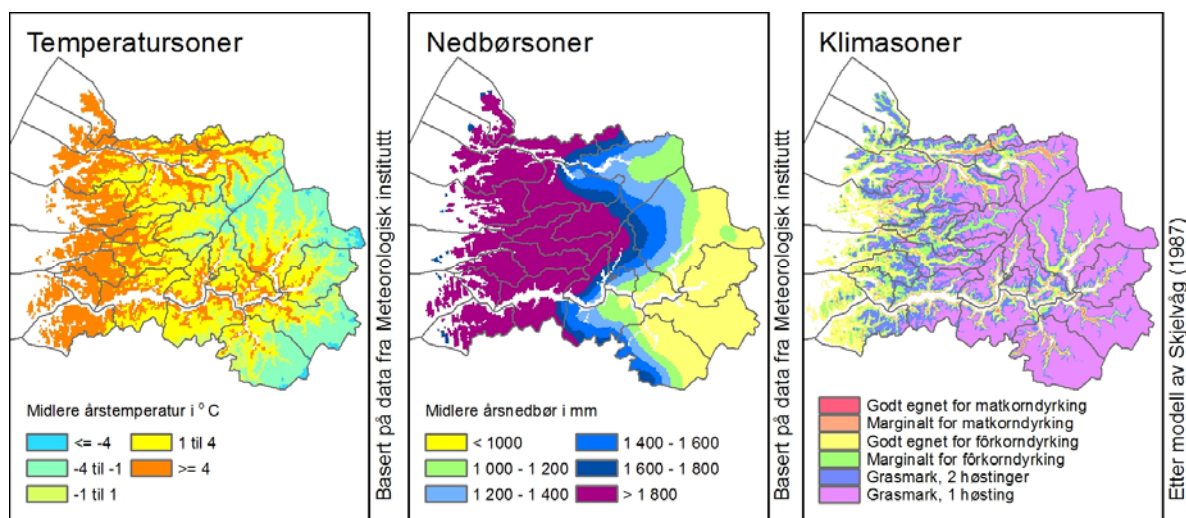 Temperatursoner
Midlere årstemperatur i ° C
<= -4
-4 til -1
-1 til 1
1 til 4
>= 4
Basert på data fra Meteorologisk instituttt
Nedbørsoner
Midlere årsnedbør i mm
< 1000
1 000 - 1 200
1 200 - 1 400
1 400 - 1 600
1 600 - 1 800
> 1 800
Basert på data fra Meteorologisk instituttt
Klimasoner
Godt egnet for matkorndyrking
Marginalt for matkorndyrking
Godt egnet for fôrkorndyrking
Marginalt for fôrkorndyrking
Grasmark, 2 høstinger
Grasmark, 1 høsting
Etter modell av Skjelvåg (1987)